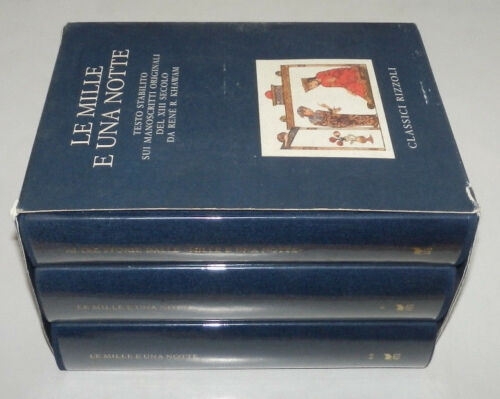 LE MILLE
E UNA NOTTE
TESTO STABILITO
SUI MANOSCRITTI ORIGINALI
DEL XIII SECOLO
DA RENÉ R. KHAWAM
CLASSICI RIZZOLI
LE MILLE E UNA NOTTE
LE MILLE E UNA NOTTE